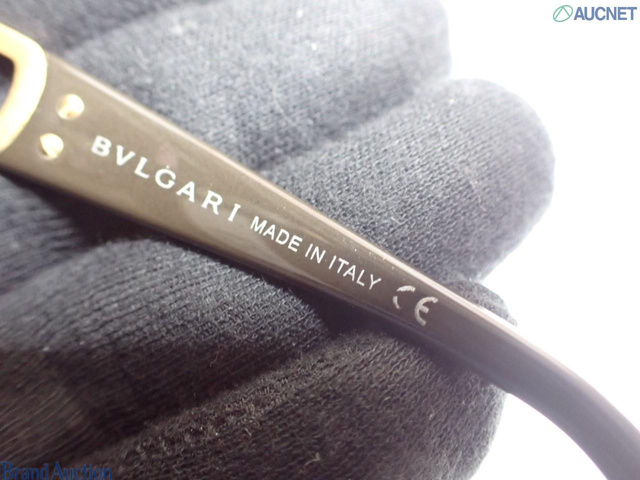 AUCNET
BVLGARI MADE IN ITALY CE
Brand Auction